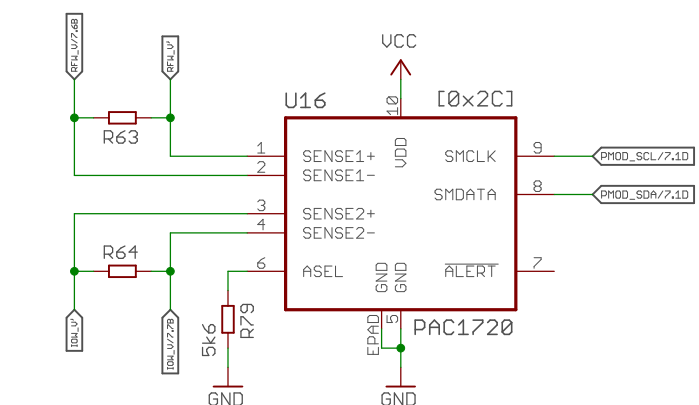 RFW_V/7.6B
RFW_V'
VCC
U16
10
[0x2C]
R63
VDD
1
SENSE1+
SMCLK
9
PMOD_SCL/7.1D
2
SENSE1-
SMDATA
8
PMOD_SDA/7.1D
3
SENSE2+
4
SENSE2-
R64
6
ASEL
GND
GND
ALERT
7
IOW_V'
IOW_V/7.7B
5k6
R79
EPAD
5
PAC1720
GND
GND